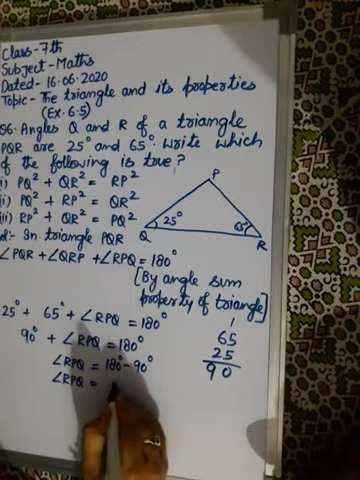 Class-7th
Subject-Maths
Dated-16.06.2020
Topic-The triangle and its properties
(Ex.6.5)
Q6. Angles Q and R of a triangle
PQR are 25° and 65°. Write which
of the following is true?
i) PQ² + QR² = RP²
ii) PQ² + RP² = QR²
iii) RP² + QR² = PQ²
P
25°
65°
Q
R
In triangle PQR
∠PQR + ∠QRP + ∠RPQ = 180°
[By angle sum
property of triangle]
25° + 65° + ∠RPQ = 180°
90° + ∠RPQ = 180°
∠RPQ = 180° - 90°
∠RPQ =
1
65
25
90